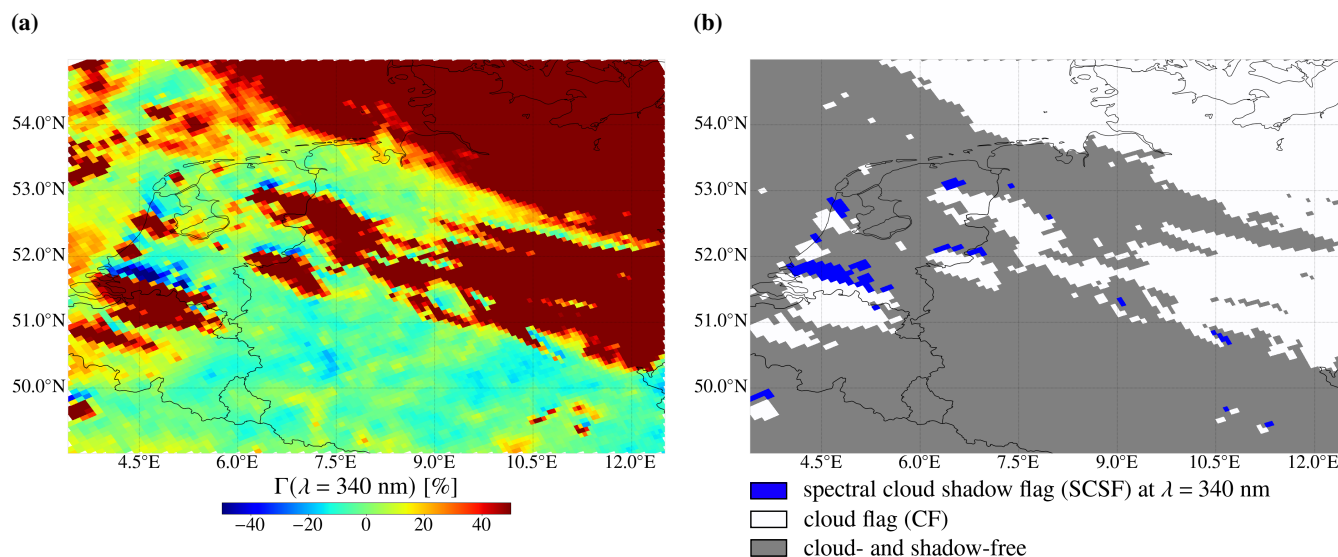 (a)
(b)
54.0°N
53.0°N
52.0°N
51.0°N
50.0°N
4.5°E 6.0°E 7.5°E 9.0°E 10.5°E 12.0°E
Γ(λ = 340 nm) [%]
−40 −20 0 20 40
54.0°N
53.0°N
52.0°N
51.0°N
50.0°N
4.5°E 6.0°E 7.5°E 9.0°E 10.5°E 12.0°E
spectral cloud shadow flag (SCSF) at λ = 340 nm
cloud flag (CF)
cloud- and shadow-free